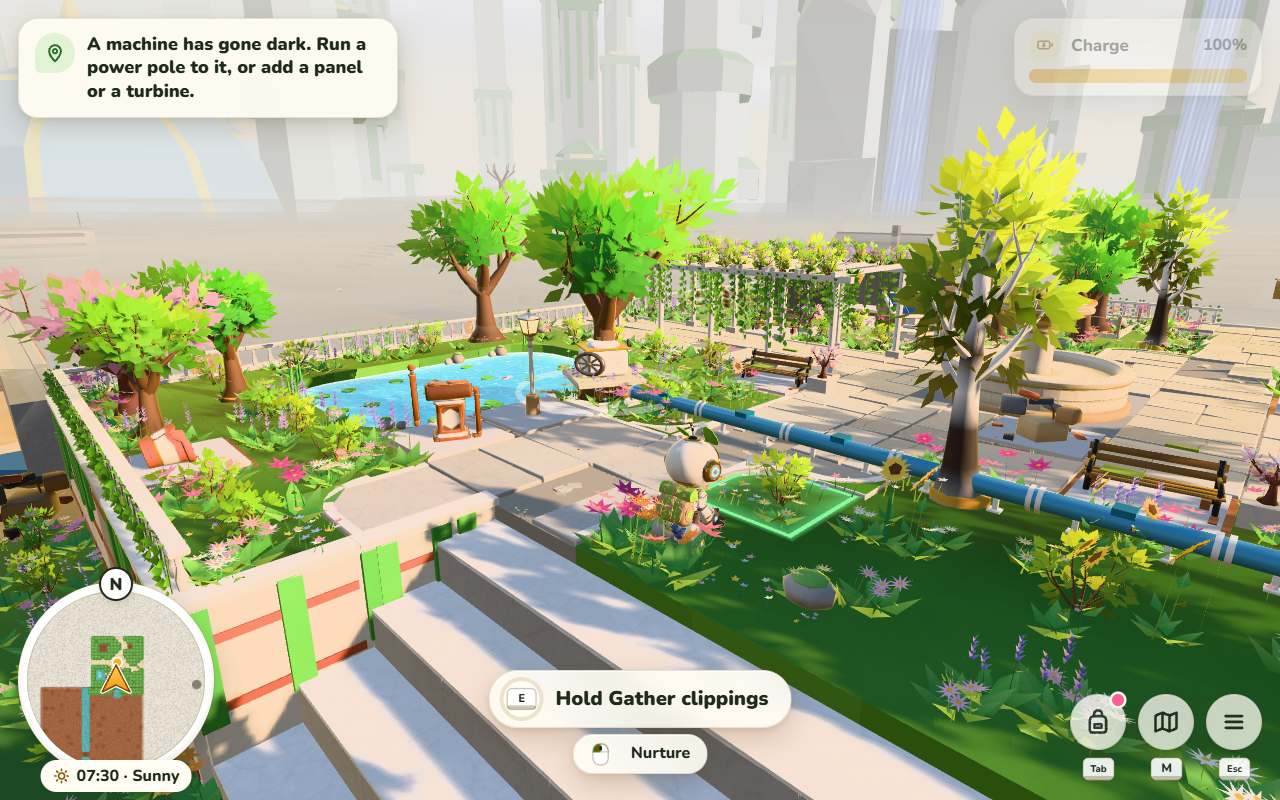 A machine has gone dark. Run a
power pole to it, or add a panel
or a turbine.
Charge 100%
N
E Hold Gather clippings
Nurture
07:30 · Sunny
Tab M Esc